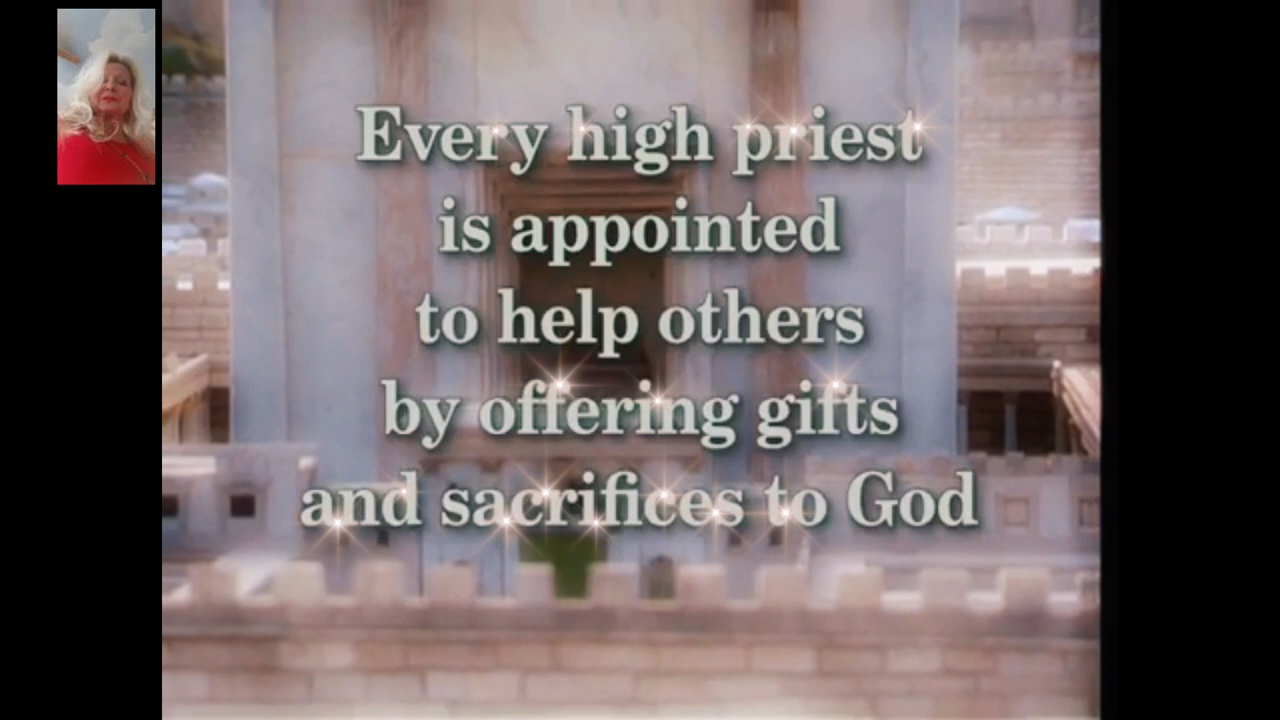 Every high priest
is appointed
to help others
by offering gifts
and sacrifices to God